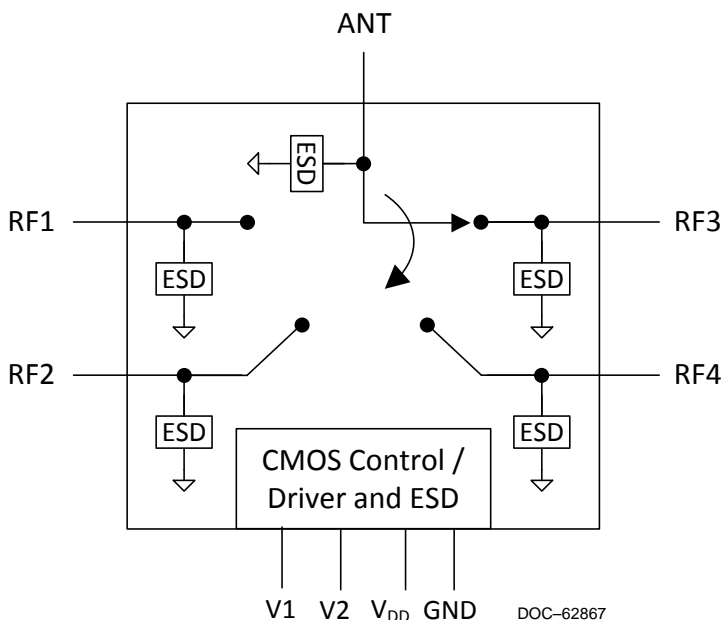 ANT
ESD
RF1
RF3
ESD
ESD
RF2
RF4
ESD
ESD
CMOS Control /
Driver and ESD
V1 V2 VDD GND
DOC–62867